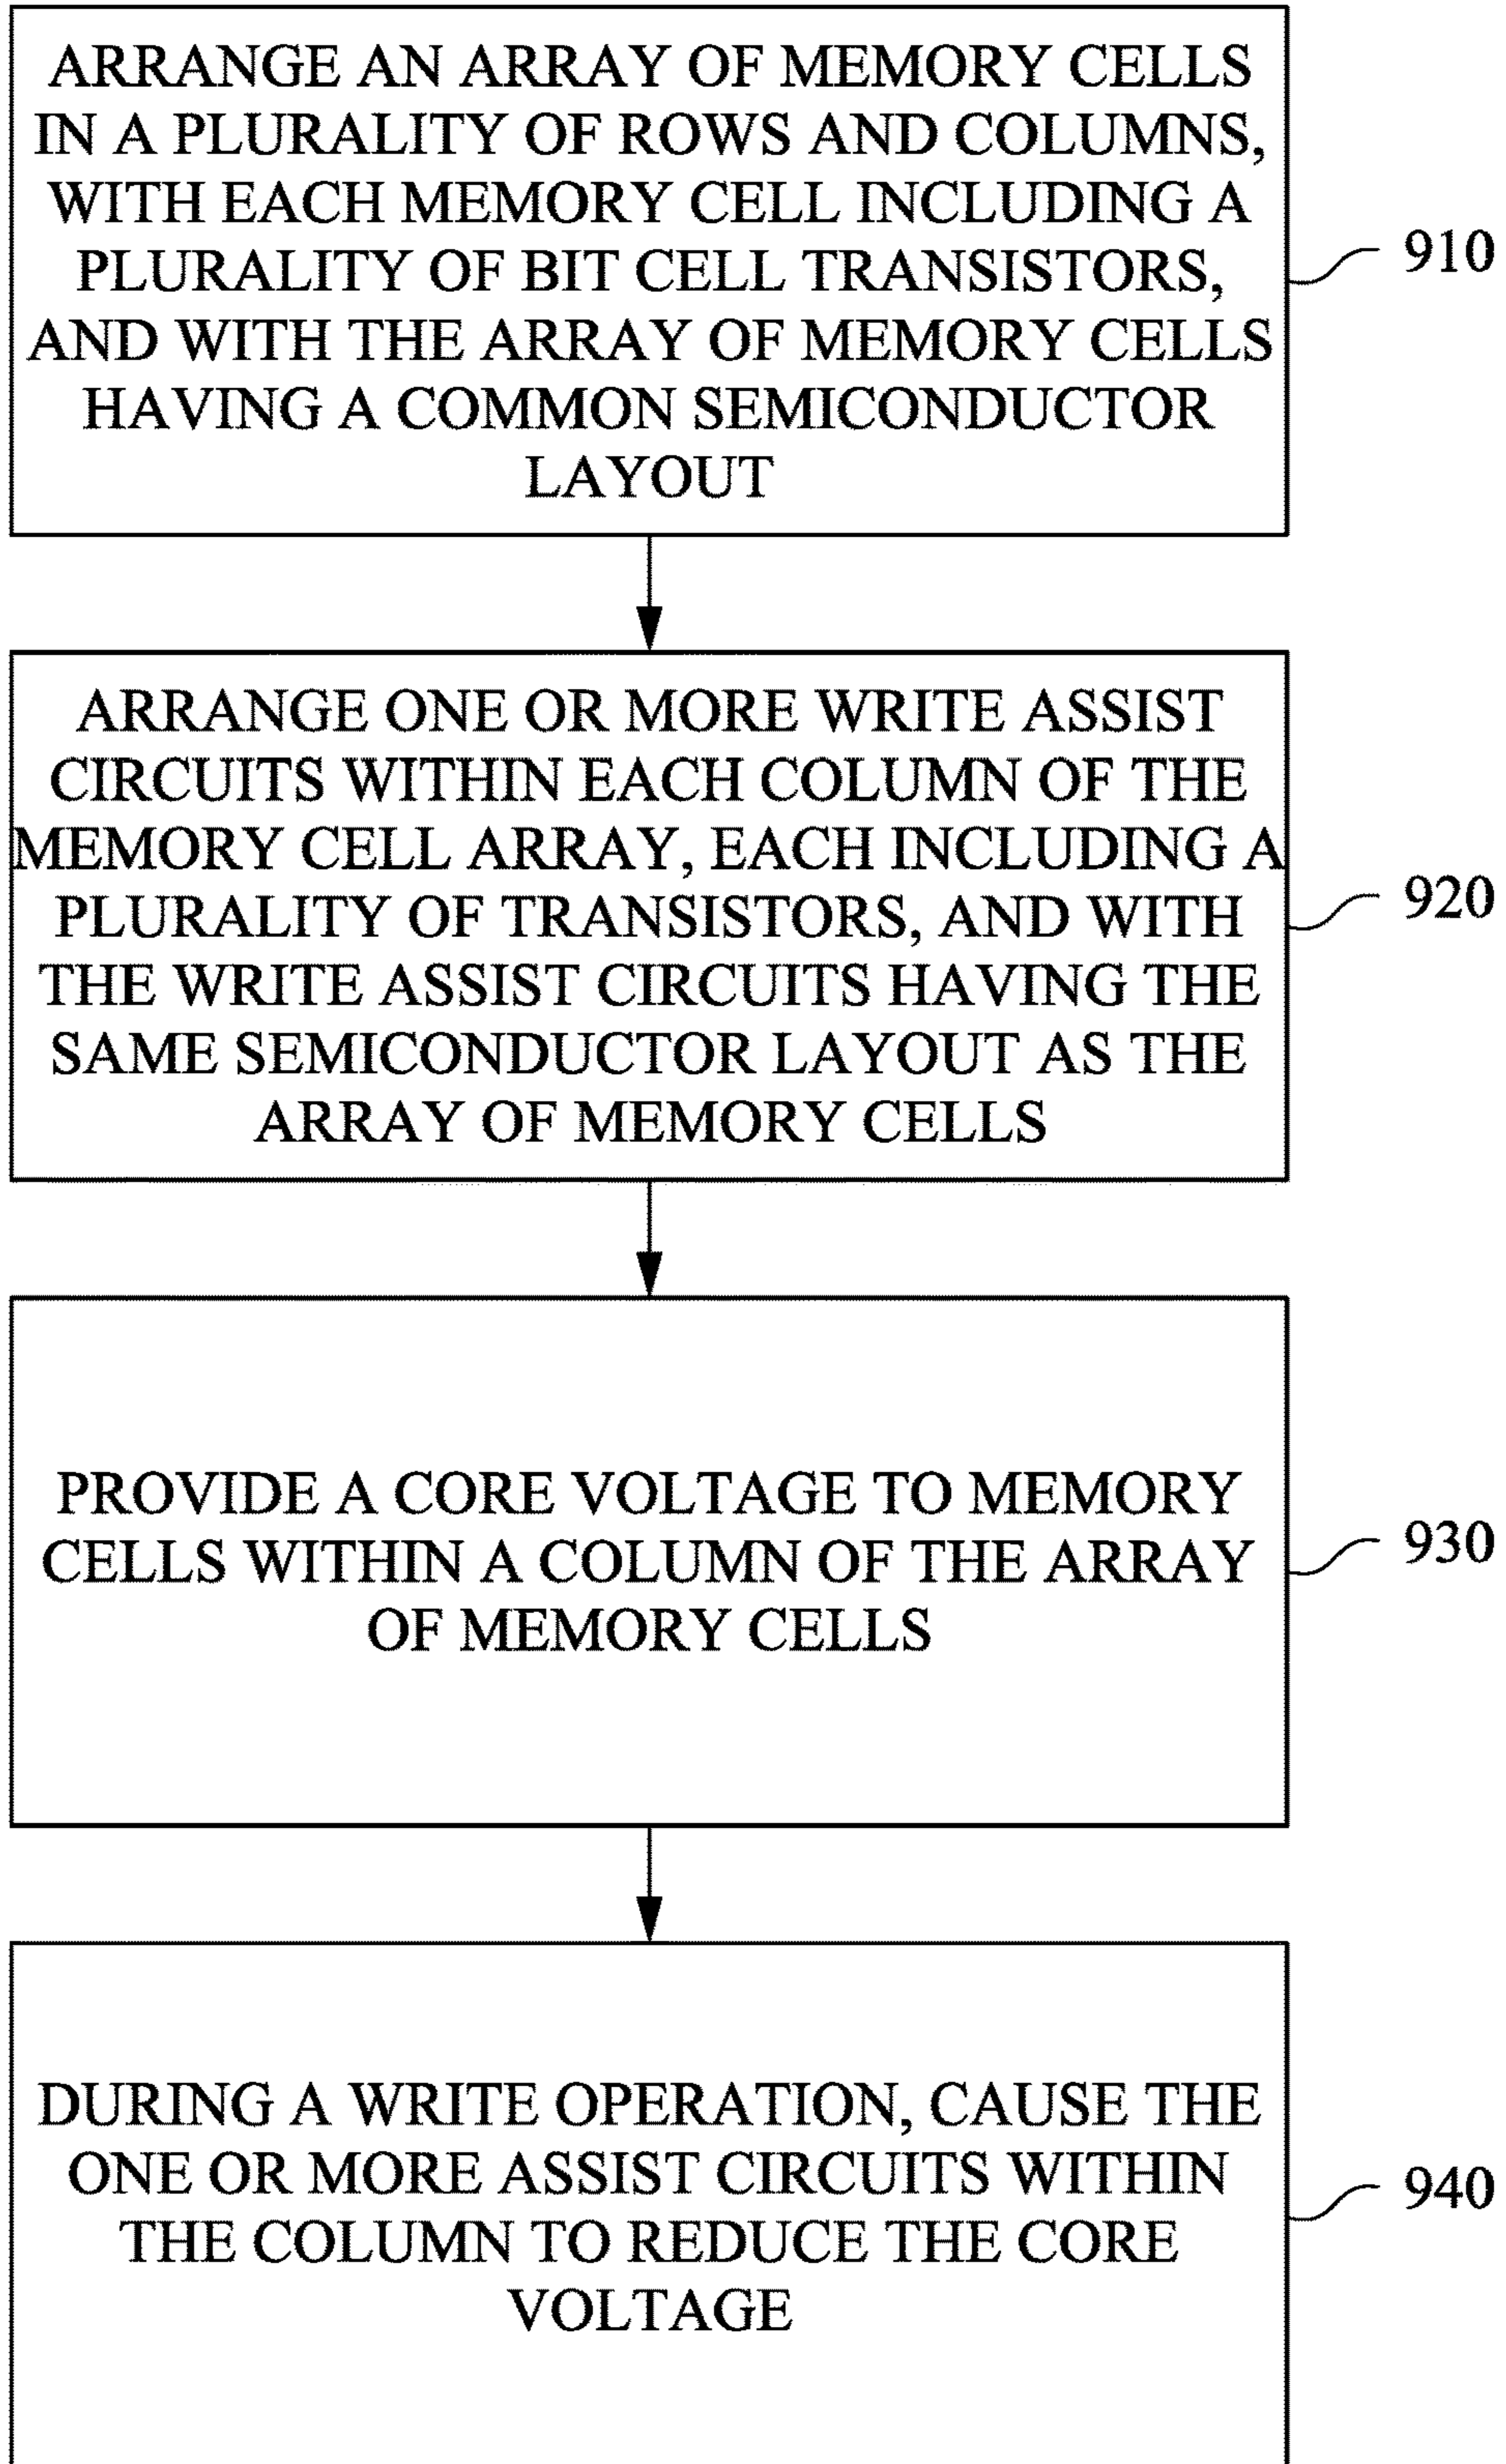 ARRANGE AN ARRAY OF MEMORY CELLS
IN A PLURALITY OF ROWS AND COLUMNS,
WITH EACH MEMORY CELL INCLUDING A
PLURALITY OF BIT CELL TRANSISTORS,
AND WITH THE ARRAY OF MEMORY CELLS
HAVING A COMMON SEMICONDUCTOR
LAYOUT
910
ARRANGE ONE OR MORE WRITE ASSIST
CIRCUITS WITHIN EACH COLUMN OF THE
MEMORY CELL ARRAY, EACH INCLUDING A
PLURALITY OF TRANSISTORS, AND WITH
THE WRITE ASSIST CIRCUITS HAVING THE
SAME SEMICONDUCTOR LAYOUT AS THE
ARRAY OF MEMORY CELLS
920
PROVIDE A CORE VOLTAGE TO MEMORY
CELLS WITHIN A COLUMN OF THE ARRAY
OF MEMORY CELLS
930
DURING A WRITE OPERATION, CAUSE THE
ONE OR MORE ASSIST CIRCUITS WITHIN
THE COLUMN TO REDUCE THE CORE
VOLTAGE
940